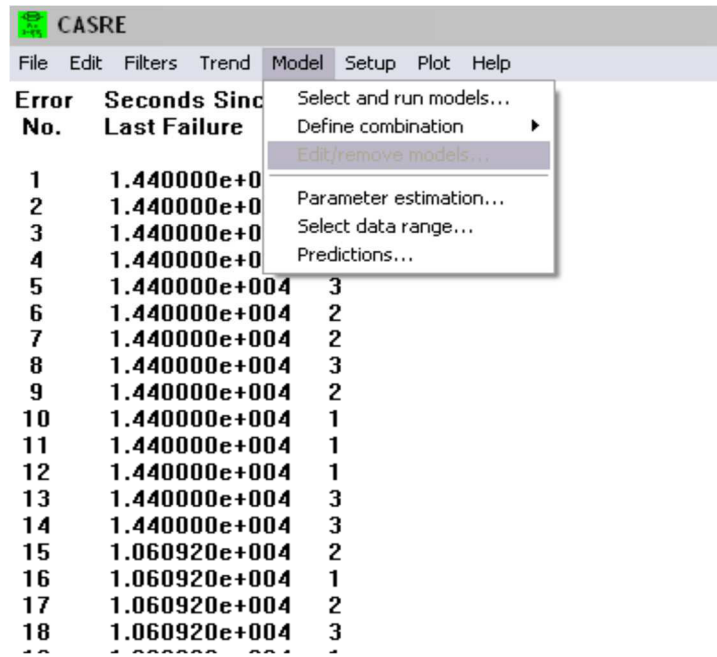 CASRE
File Edit Filters Trend Model Setup Plot Help
Error Seconds Sinc
No. Last Failure
Select and run models...
Define combination
Edit/remove models...
Parameter estimation...
Select data range...
Predictions...
1 1.440000e+0
2 1.440000e+0
3 1.440000e+0
4 1.440000e+0
5 1.440000e+004 3
6 1.440000e+004 2
7 1.440000e+004 2
8 1.440000e+004 3
9 1.440000e+004 2
10 1.440000e+004 1
11 1.440000e+004 1
12 1.440000e+004 1
13 1.440000e+004 3
14 1.440000e+004 3
15 1.060920e+004 2
16 1.060920e+004 1
17 1.060920e+004 2
18 1.060920e+004 3